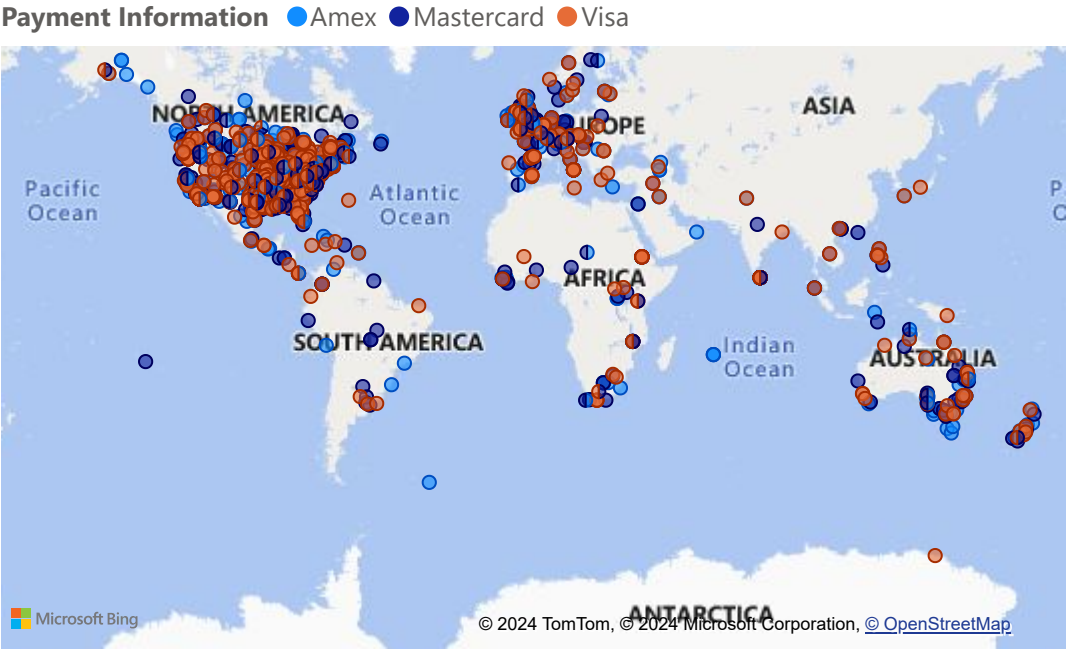 Payment Information Amex Mastercard Visa
NORTH AMERICA
EUROPE
ASIA
Pacific
Ocean
Atlantic
Ocean
P
O
AFRICA
SOUTH AMERICA
Indian
Ocean
AUSTRALIA
ANTARCTICA
Microsoft Bing
© 2024 TomTom, © 2024 Microsoft Corporation, © OpenStreetMap